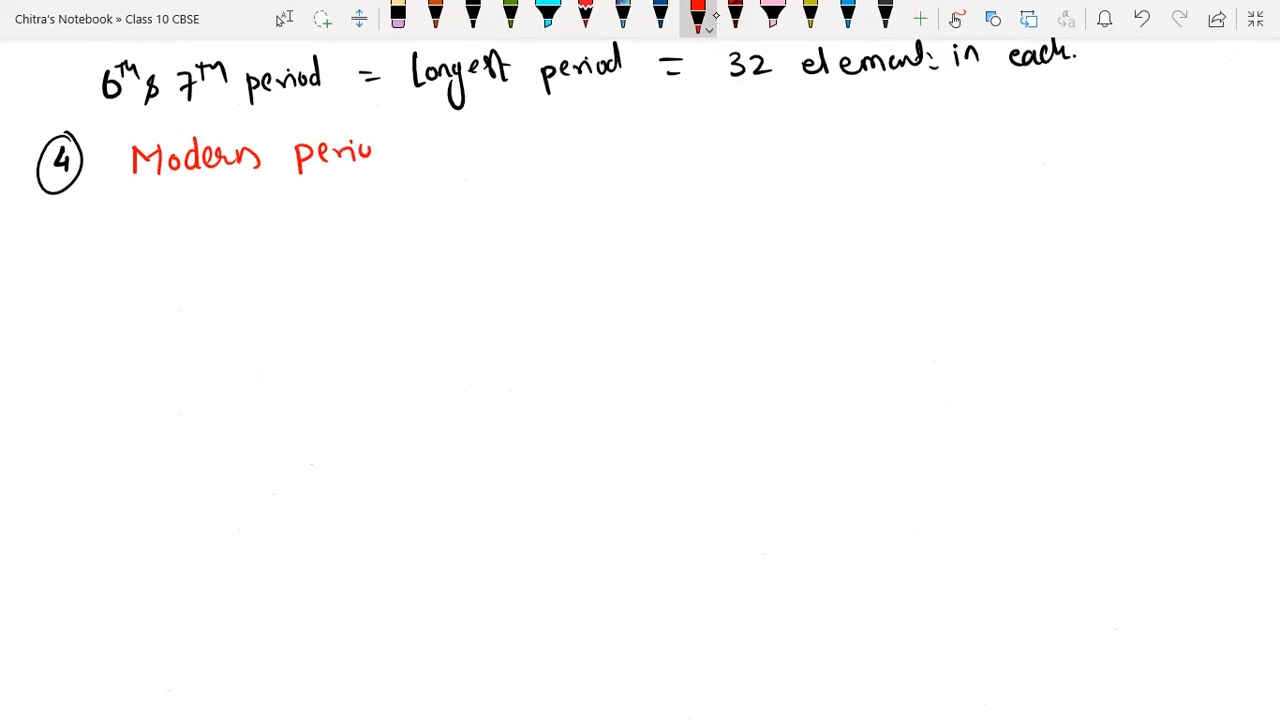 Chitra's Notebook » Class 10 CBSE
6TH & 7TH period = Longest period = 32 elements in each.
4 Modern perio